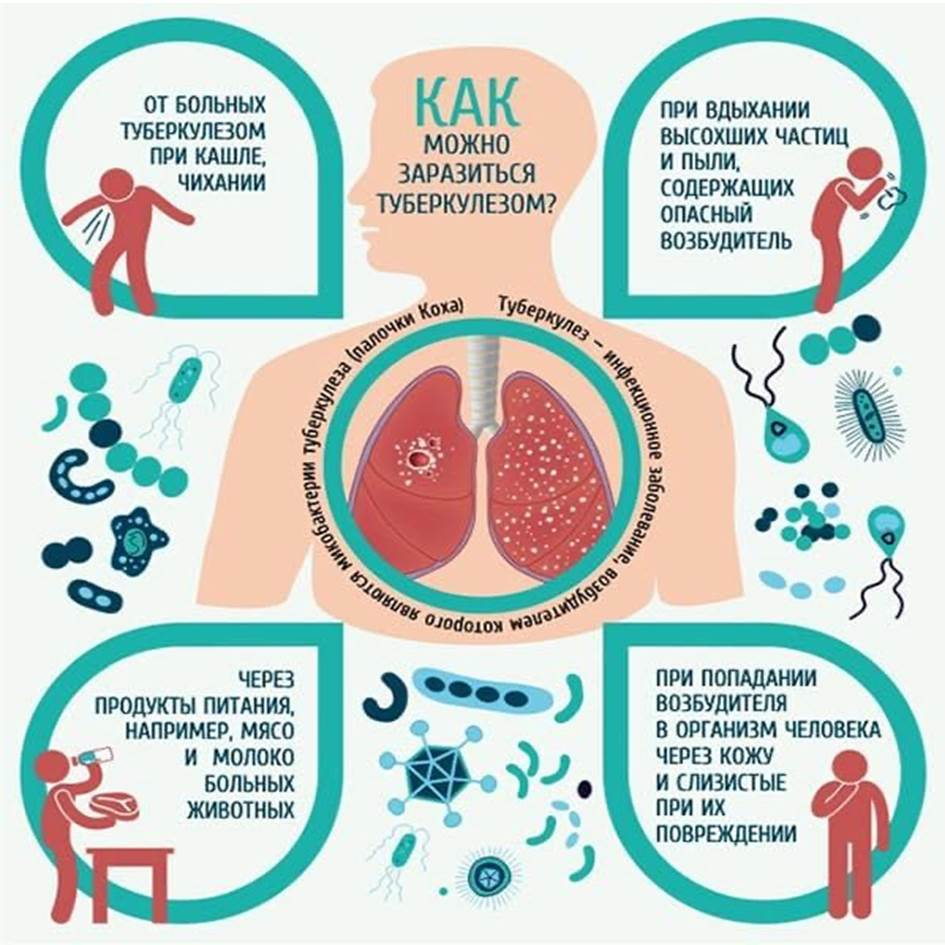 КАК
МОЖНО
ЗАРАЗИТЬСЯ
ТУБЕРКУЛЕЗОМ?
ОТ БОЛЬНЫХ
ТУБЕРКУЛЕЗОМ
ПРИ КАШЛЕ,
ЧИХАНИИ
ПРИ ВДЫХАНИИ
ВЫСОХШИХ ЧАСТИЦ
И ПЫЛИ,
СОДЕРЖАЩИХ
ОПАСНЫЙ
ВОЗБУДИТЕЛЬ
Туберкулез – инфекционное заболевание, возбудителем которого являются микобактерии туберкулеза (палочки Коха)
ЧЕРЕЗ
ПРОДУКТЫ ПИТАНИЯ,
НАПРИМЕР, МЯСО
И МОЛОКО
БОЛЬНЫХ
ЖИВОТНЫХ
ПРИ ПОПАДАНИИ
ВОЗБУДИТЕЛЯ
В ОРГАНИЗМ ЧЕЛОВЕКА
ЧЕРЕЗ КОЖУ
И СЛИЗИСТЫЕ
ПРИ ИХ
ПОВРЕЖДЕНИИ